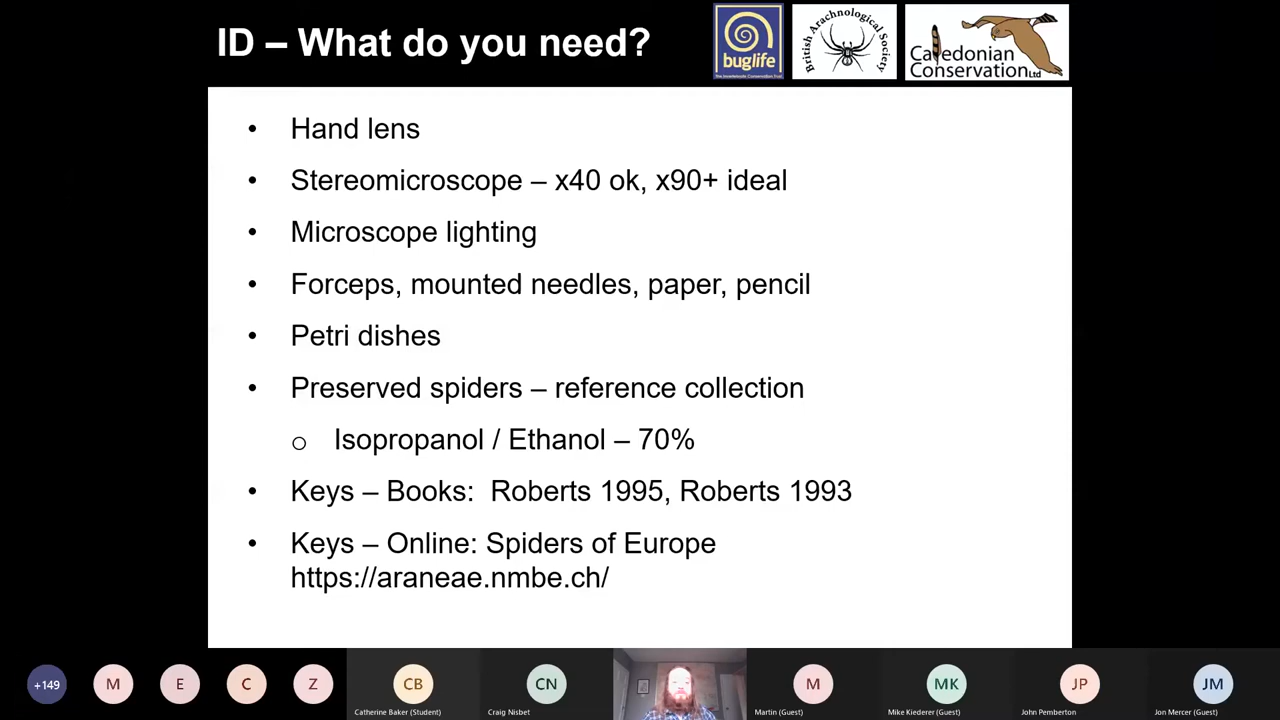 ID – What do you need?
buglife
British Arachnological Society
Caledonian
Conservation Ltd
• Hand lens
• Stereomicroscope – x40 ok, x90+ ideal
• Microscope lighting
• Forceps, mounted needles, paper, pencil
• Petri dishes
• Preserved spiders – reference collection
o Isopropanol / Ethanol – 70%
• Keys – Books:  Roberts 1995, Roberts 1993
• Keys – Online: Spiders of Europe
https://araneae.nmbe.ch/
+149 M E C Z CB CN M MK JP JM
Catherine Baker (Student) Craig Nisbet Martin (Guest) Mike Kiederer (Guest) John Pemberton Jon Mercer (Guest)